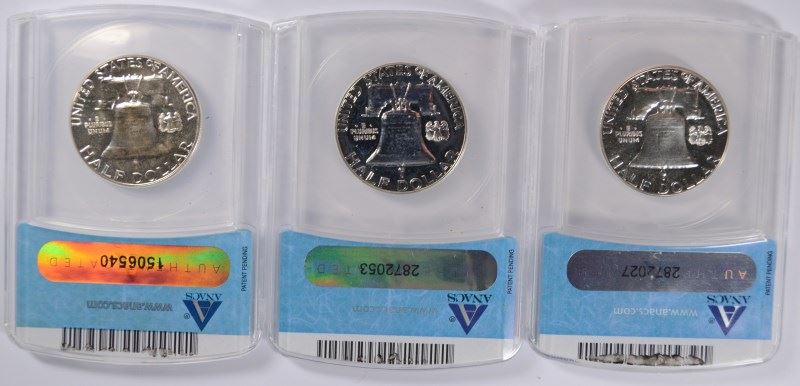 UNITED STATES OF AMERICA
E PLURIBUS UNUM
HALF DOLLAR
UNITED STATES OF AMERICA
E PLURIBUS UNUM
HALF DOLLAR
UNITED STATES OF AMERICA
E PLURIBUS UNUM
HALF DOLLAR
1506540
AUTH
ATED
PATENT PENDING
www.anacs.com
ANACS
2872053
ATED
PATENT PENDING
www.anacs.com
ANACS
2872027
AUTH
PATENT PENDING
www.anacs.com
ANACS